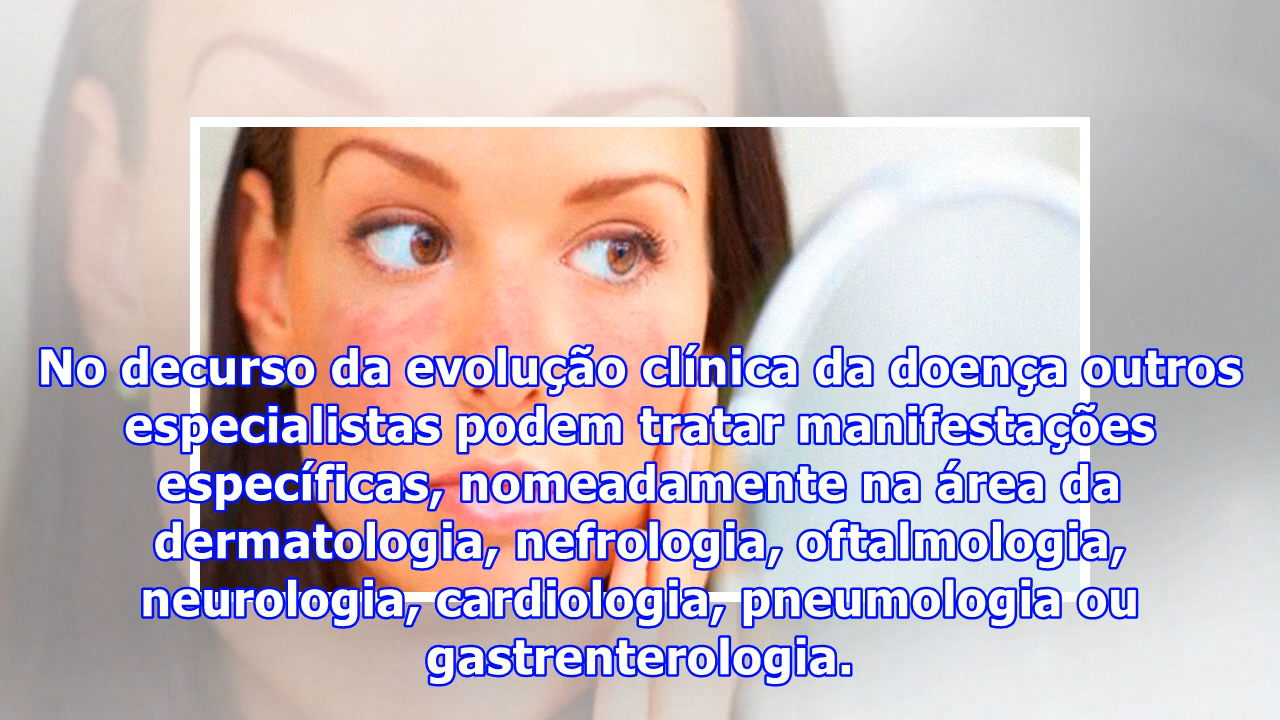 No decurso da evolução clínica da doença outros
especialistas podem tratar manifestações
específicas, nomeadamente na área da
dermatologia, nefrologia, oftalmologia,
neurologia, cardiologia, pneumologia ou
gastrenterologia.